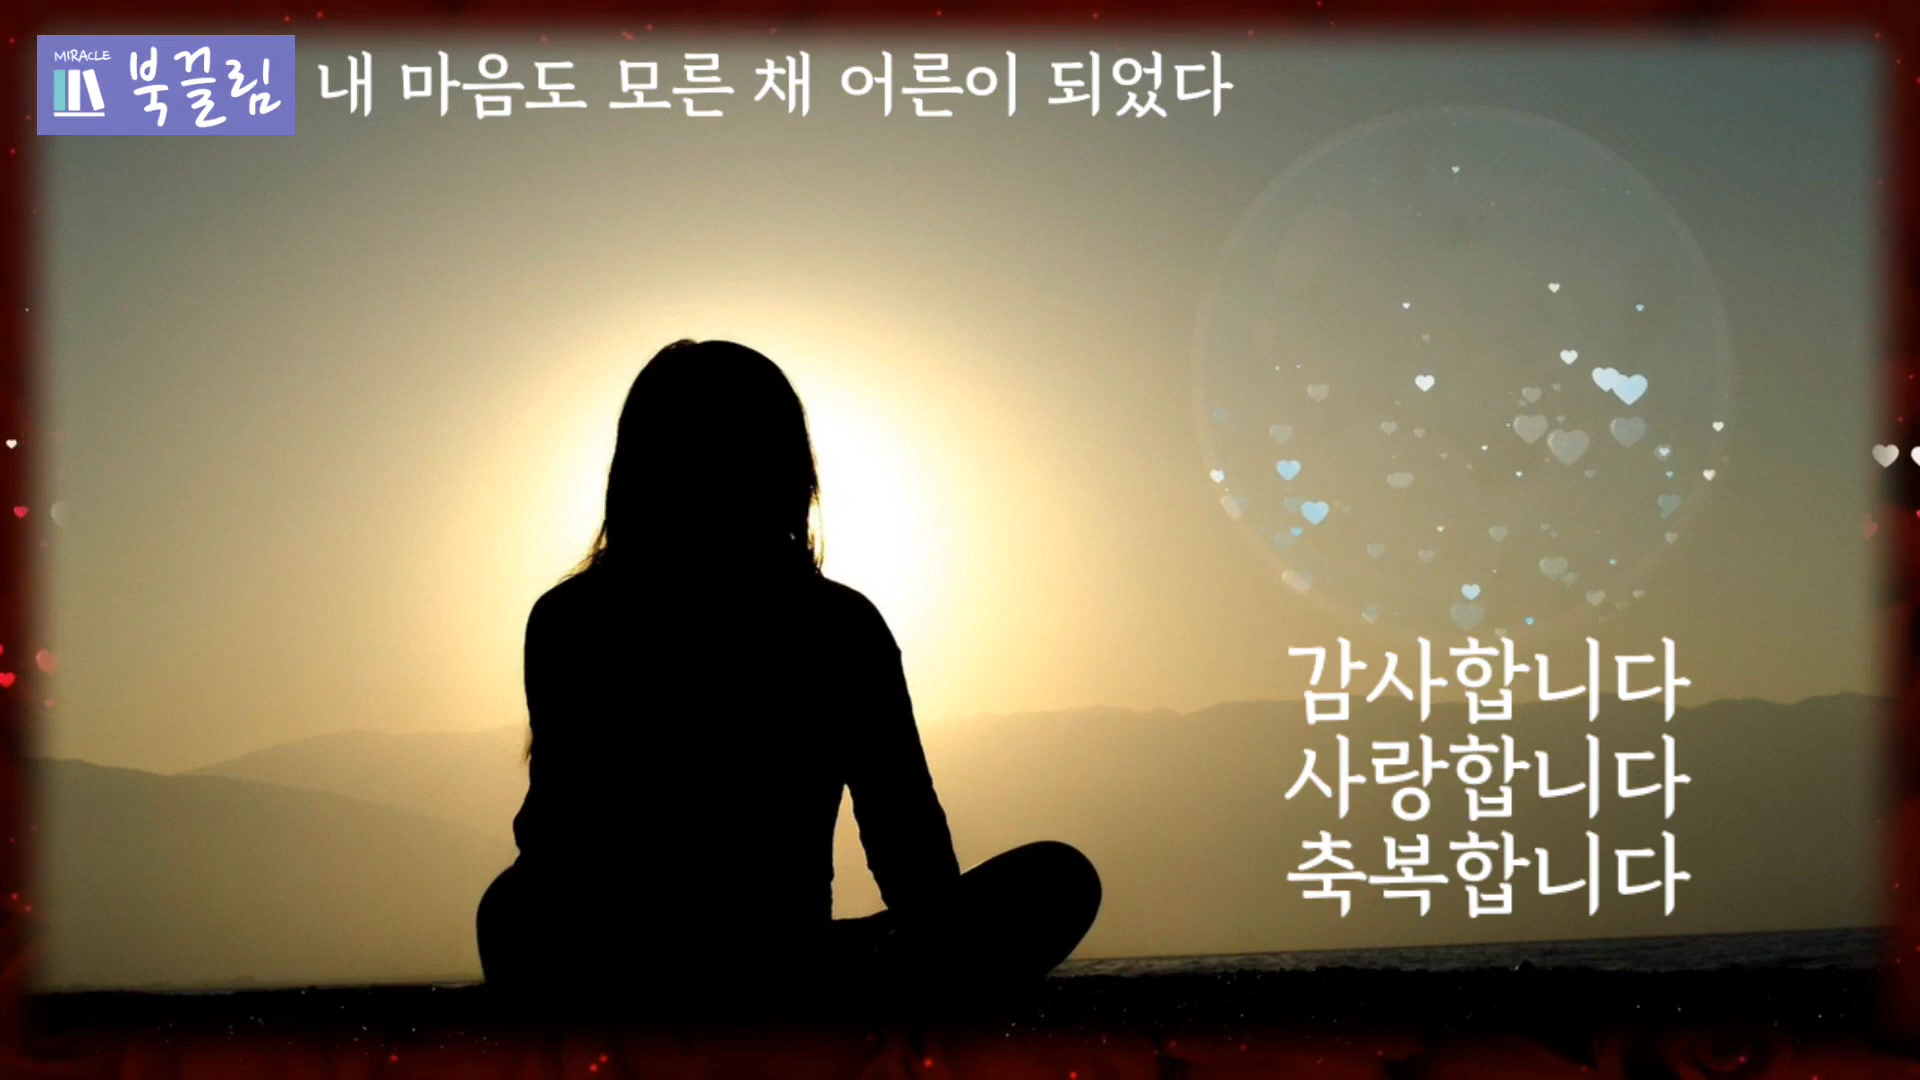 MIRACLE
북끌림
내 마음도 모른 채 어른이 되었다
감사합니다
사랑합니다
축복합니다